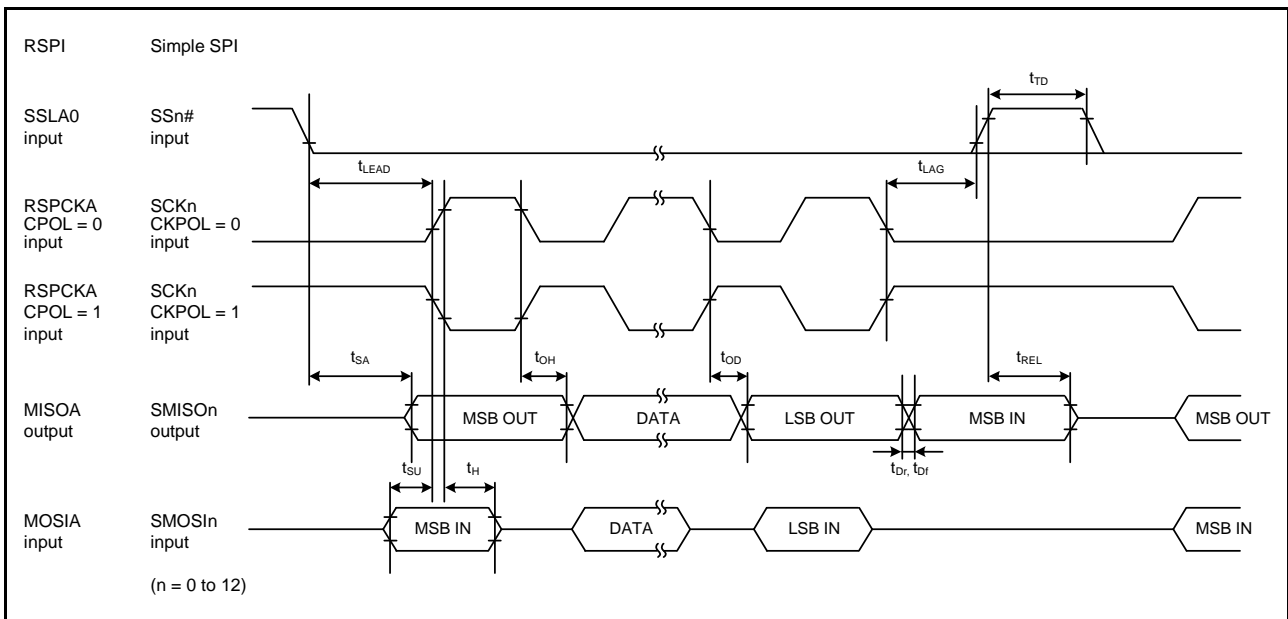 RSPI Simple SPI
tTD
SSLA0 SSn#
input input
tLEAD tLAG
RSPCKA SCKn
CPOL = 0 CKPOL = 0
input input
RSPCKA SCKn
CPOL = 1 CKPOL = 1
input input
tSA tOH tOD tREL
MISOA SMISOn
output output
MSB OUT DATA LSB OUT MSB IN MSB OUT
tSU tH tDr, tDf
MOSIA SMOSIn
input input
MSB IN DATA LSB IN MSB IN
(n = 0 to 12)